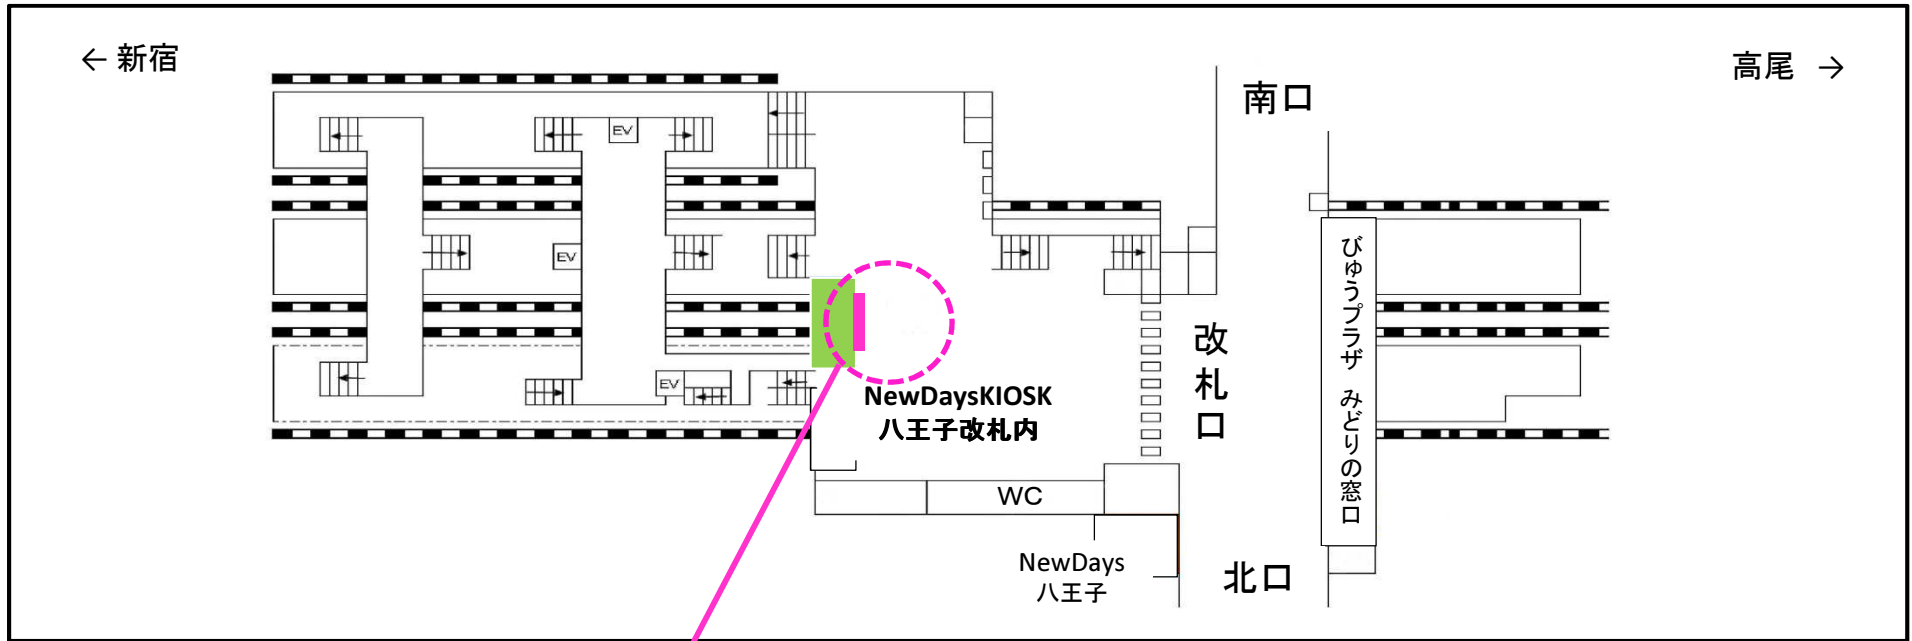 ← 新宿
高尾 →
南口
EV
EV
びゅうプラザ みどりの窓口
改札口
EV
NewDaysKIOSK
八王子改札内
WC
NewDays
八王子
北口